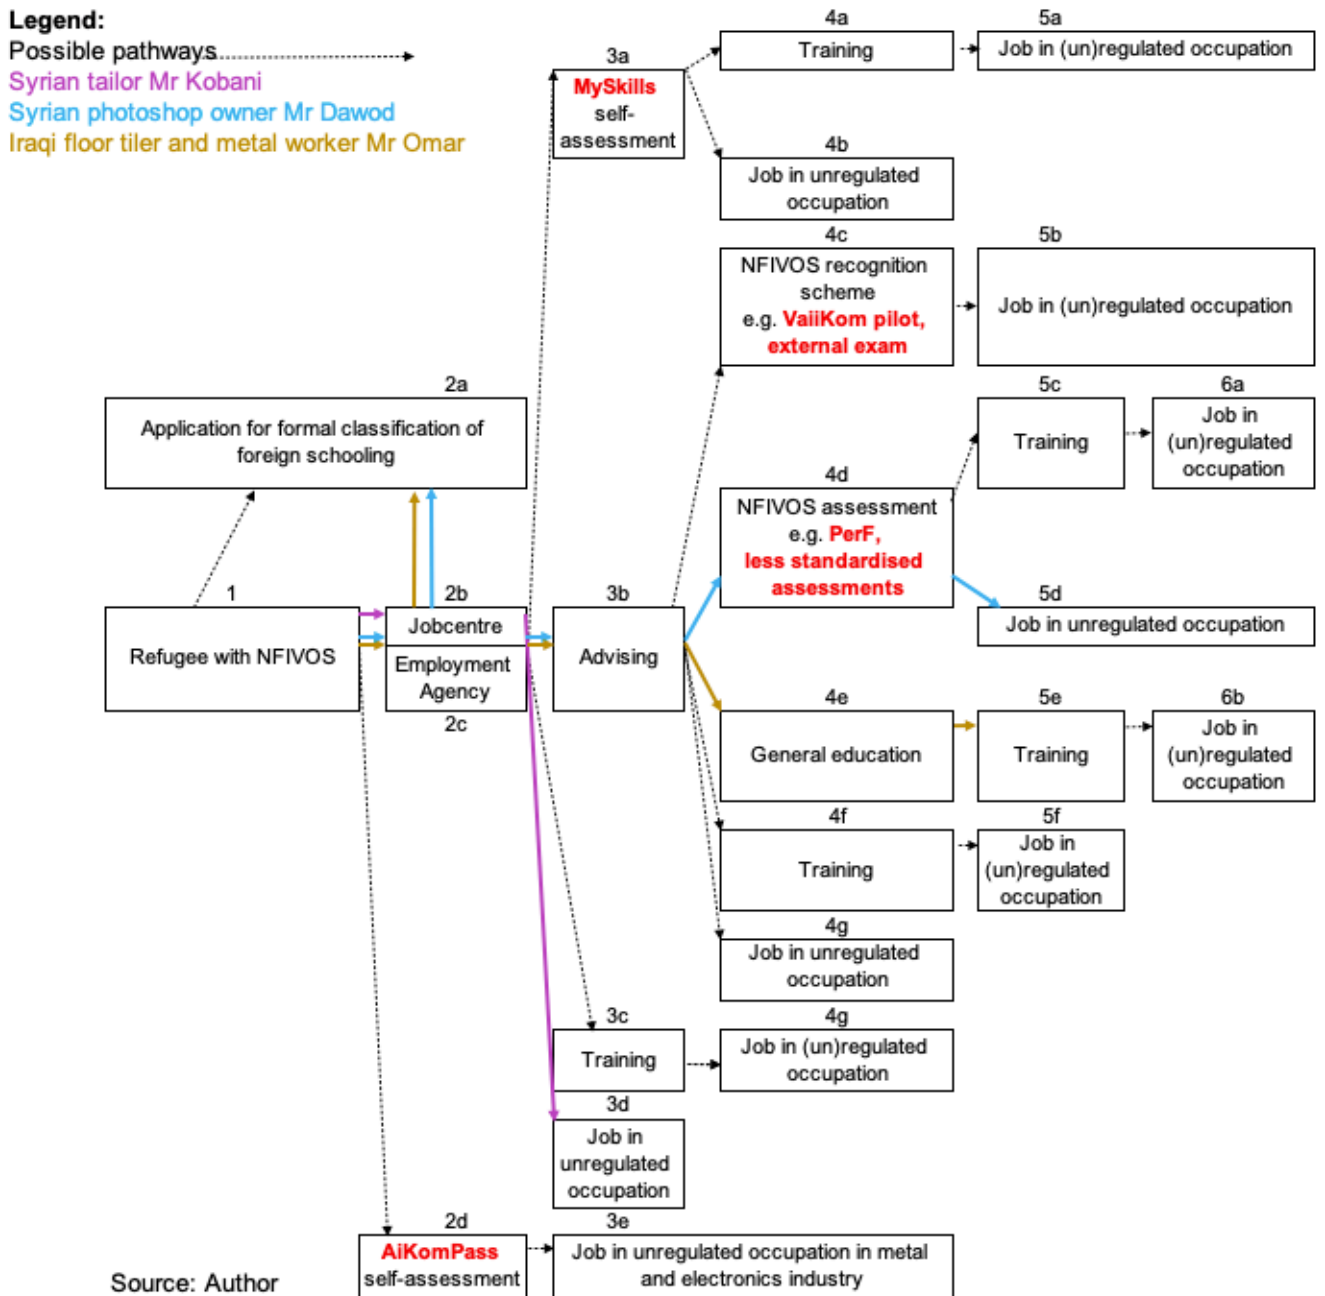 Legend:
Possible pathways
Syrian tailor Mr Kobani
Syrian photoshop owner Mr Dawod
Iraqi floor tiler and metal worker Mr Omar
3a
MySkills
self-
assessment
4a
Training
5a
Job in (un)regulated occupation
4b
Job in unregulated
occupation
4c
NFIVOS recognition
scheme
e.g. VaiiKom pilot,
external exam
5b
Job in (un)regulated occupation
2a
Application for formal classification of
foreign schooling
4d
NFIVOS assessment
e.g. PerF,
less standardised
assessments
5c
Training
6a
Job in
(un)regulated
occupation
1
Refugee with NFIVOS
2b
Jobcentre
Employment
Agency
2c
3b
Advising
5d
Job in unregulated occupation
4e
General education
5e
Training
6b
Job in
(un)regulated
occupation
4f
Training
5f
Job in
(un)regulated
occupation
4g
Job in unregulated
occupation
3c
Training
4g
Job in (un)regulated
occupation
3d
Job in
unregulated
occupation
2d
AiKomPass
self-assessment
3e
Job in unregulated occupation in metal
and electronics industry
Source: Author